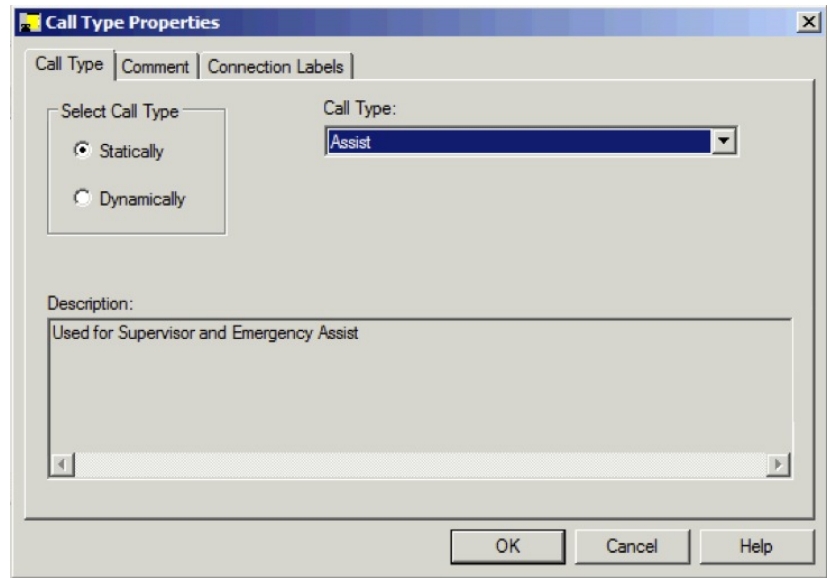 Call Type Properties
Call Type Comment Connection Labels
Select Call Type
Statically
Dynamically
Call Type:
Assist
Description:
Used for Supervisor and Emergency Assist
OK Cancel Help